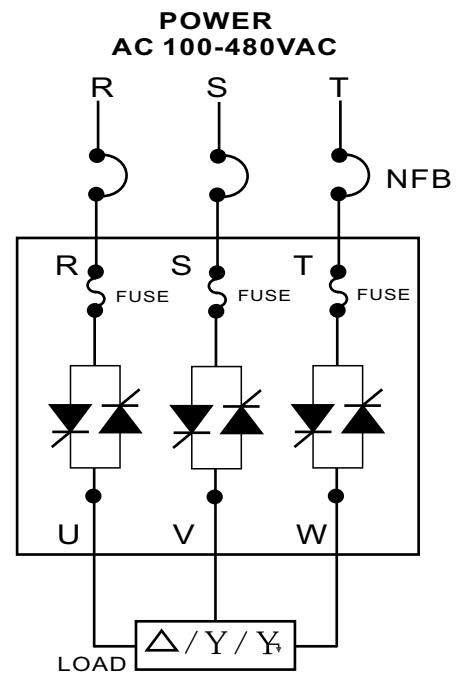 POWER
AC 100-480VAC
R S T
NFB
R S T
FUSE FUSE FUSE
U V W
△/Y/Y
LOAD